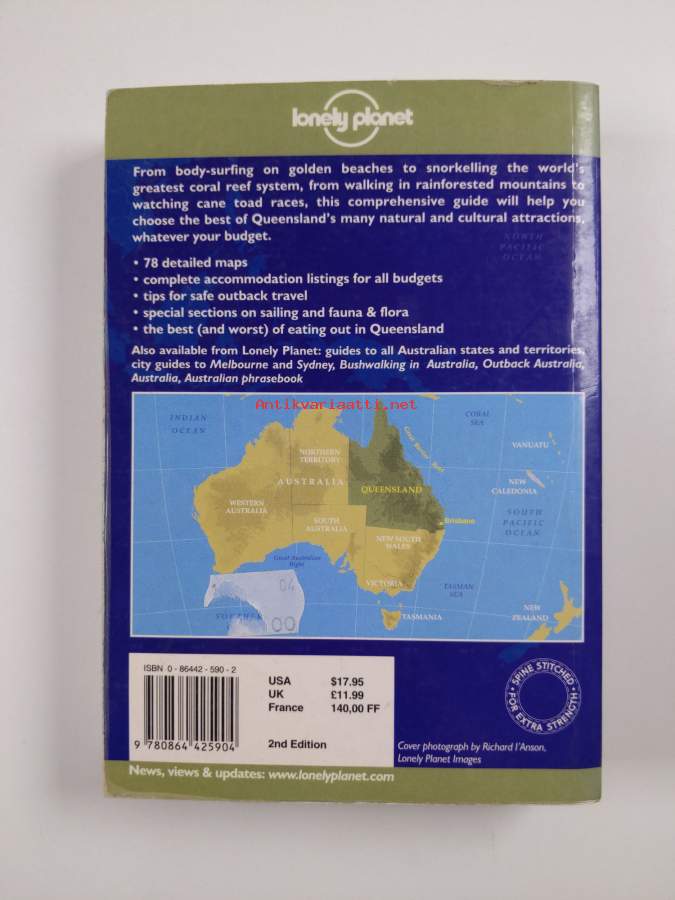 lonely planet
From body-surfing on golden beaches to snorkelling the world's
greatest coral reef system, from walking in rainforested mountains to
watching cane toad races, this comprehensive guide will help you
choose the best of Queensland's many natural and cultural attractions,
whatever your budget.
NORTH
PACIFIC
OCEAN
• 78 detailed maps
• complete accommodation listings for all budgets
• tips for safe outback travel
• special sections on sailing and fauna & flora
• the best (and worst) of eating out in Queensland
Also available from Lonely Planet: guides to all Australian states and territories,
city guides to Melbourne and Sydney, Bushwalking in Australia, Outback Australia,
Australia, Australian phrasebook
Antikvariaatti.net
INDIAN
OCEAN
CORAL
SEA
Great Barrier Reef
VANUATU
NORTHERN
TERRITORY
AUSTRALIA
QUEENSLAND
NEW
CALEDONIA
WESTERN
AUSTRALIA
SOUTH
AUSTRALIA
Brisbane
SOUTH
PACIFIC
OCEAN
NEW SOUTH
WALES
Great Australian
Bight
VICTORIA
TASMAN
SEA
04
00
TASMANIA
NEW
ZEALAND
ISBN 0 - 86442 - 590 - 2
9 780864 425904
USA $17.95
UK £11.99
France 140,00 FF
2nd Edition
SPINE STITCHED
FOR EXTRA STRENGTH
Cover photograph by Richard I'Anson,
Lonely Planet Images
News, views & updates: www.lonelyplanet.com